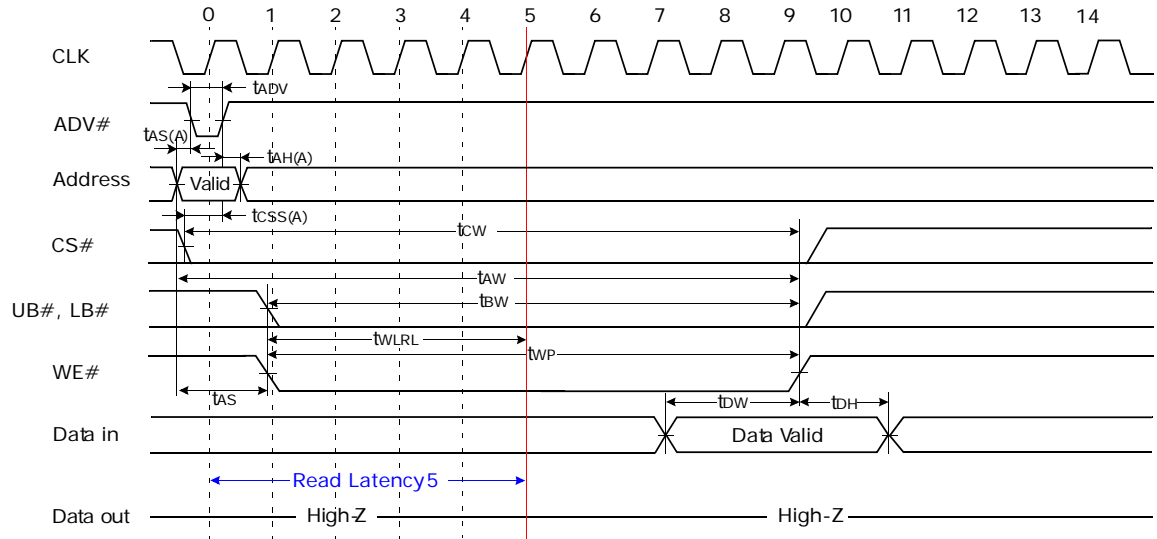 0 1 2 3 4 5 6 7 8 9 10 11 12 13 14
CLK
tADV
ADV#
tAS(A)
tAH(A)
Address
Valid
tCSS(A)
tCW
CS#
tAW
tBW
UB#, LB#
tWLRL
tWP
WE#
tAS
tDW
tDH
Data in
Data Valid
Read Latency 5
Data out
High-Z
High-Z